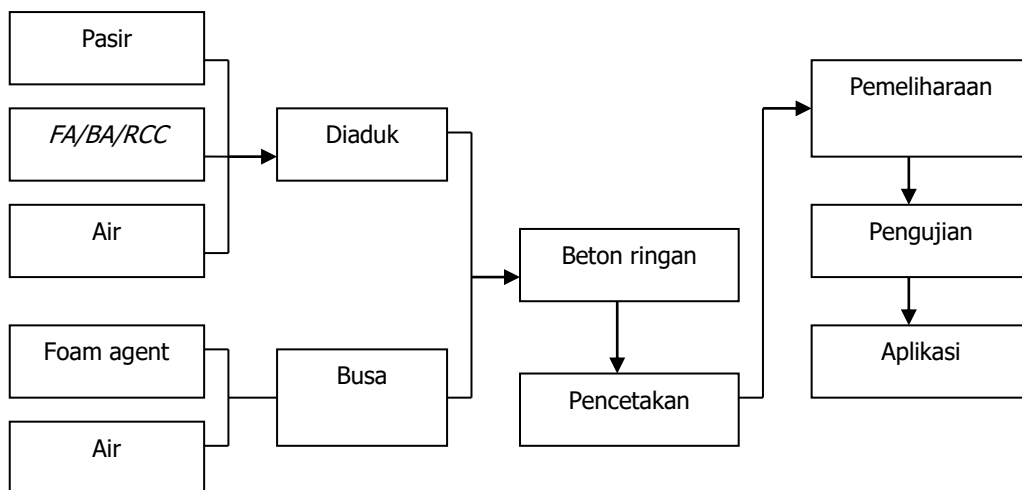 Pasir
FA/BA/RCC
Air
Foam agent
Air
Diaduk
Busa
Beton ringan
Pencetakan
Pemeliharaan
Pengujian
Aplikasi